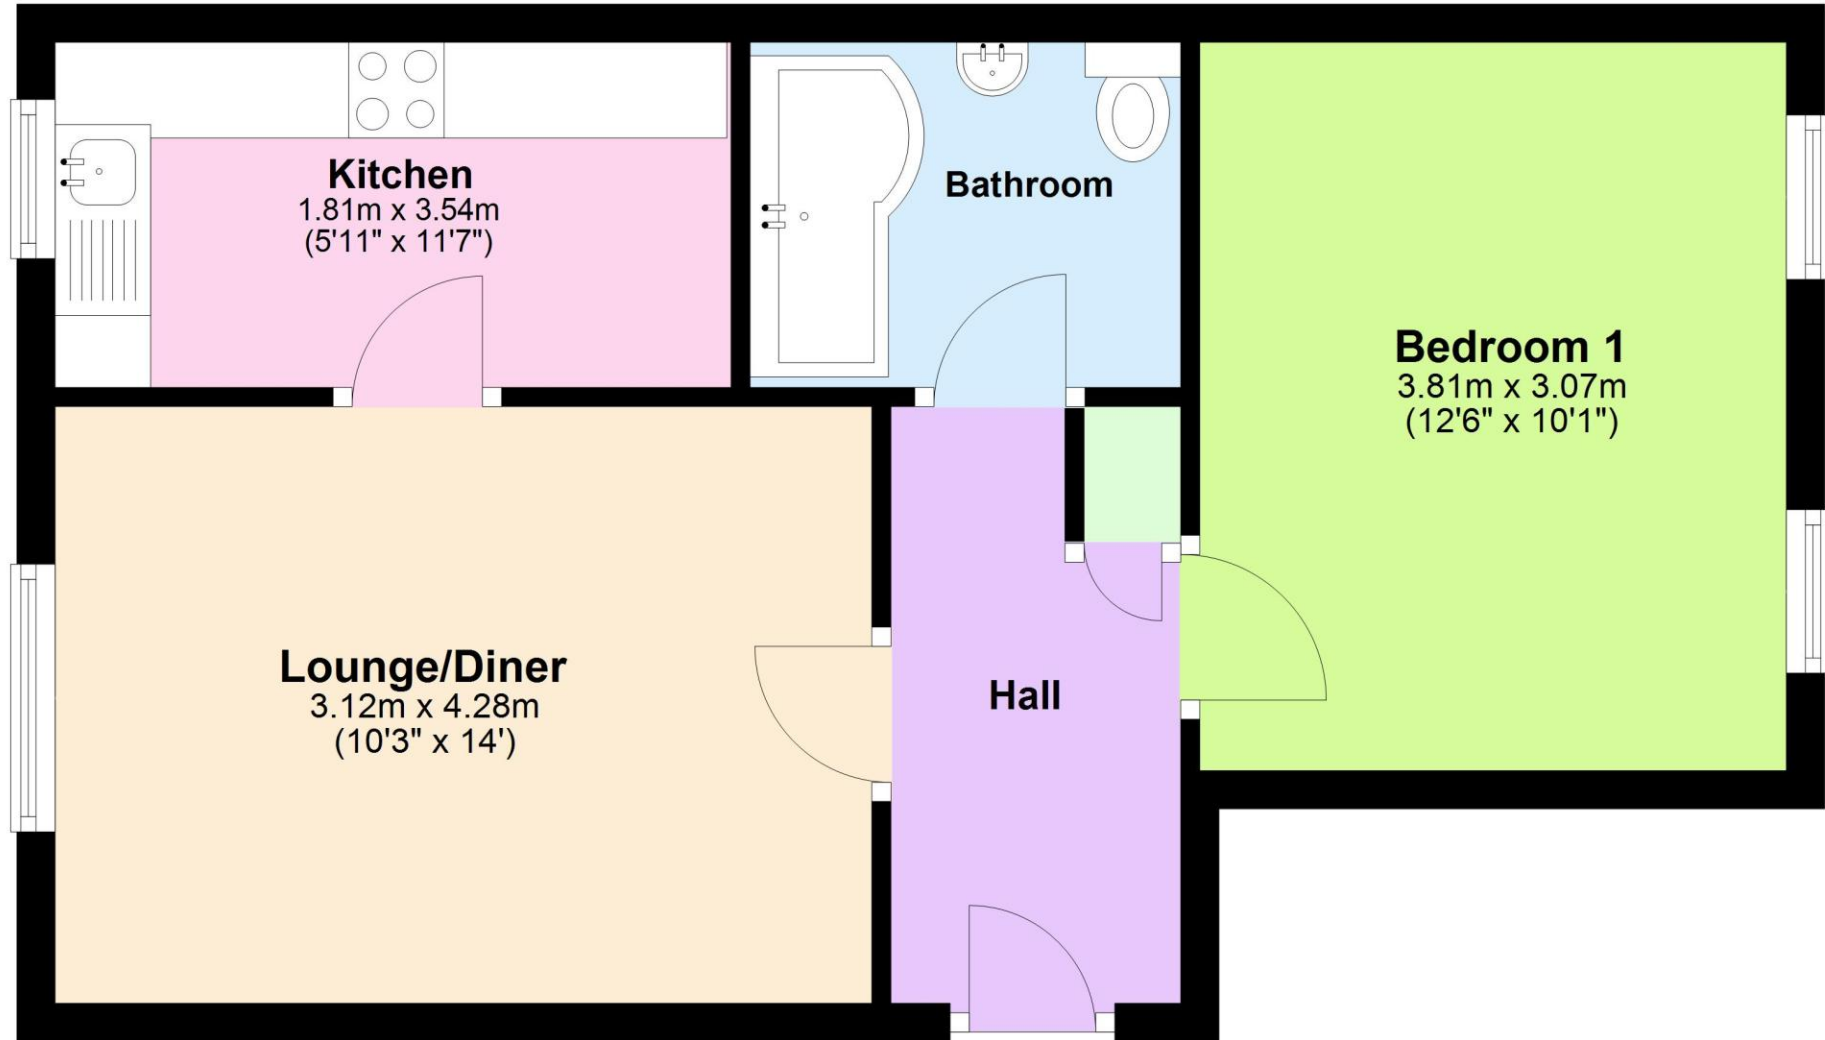 Kitchen
1.81m x 3.54m
(5'11" x 11'7")
Bathroom
Bedroom 1
3.81m x 3.07m
(12'6" x 10'1")
Lounge/Diner
3.12m x 4.28m
(10'3" x 14')
Hall